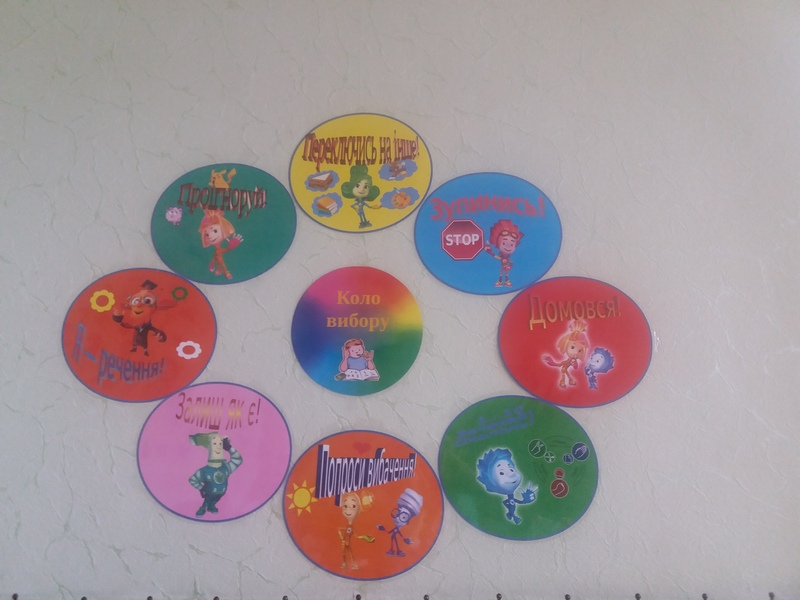 Переключись на інше!
Зупинись!
STOP
Домовся!
Попроси вибачення!
Залиш як є!
– речення!
Проігноруй!
Коло
вибору